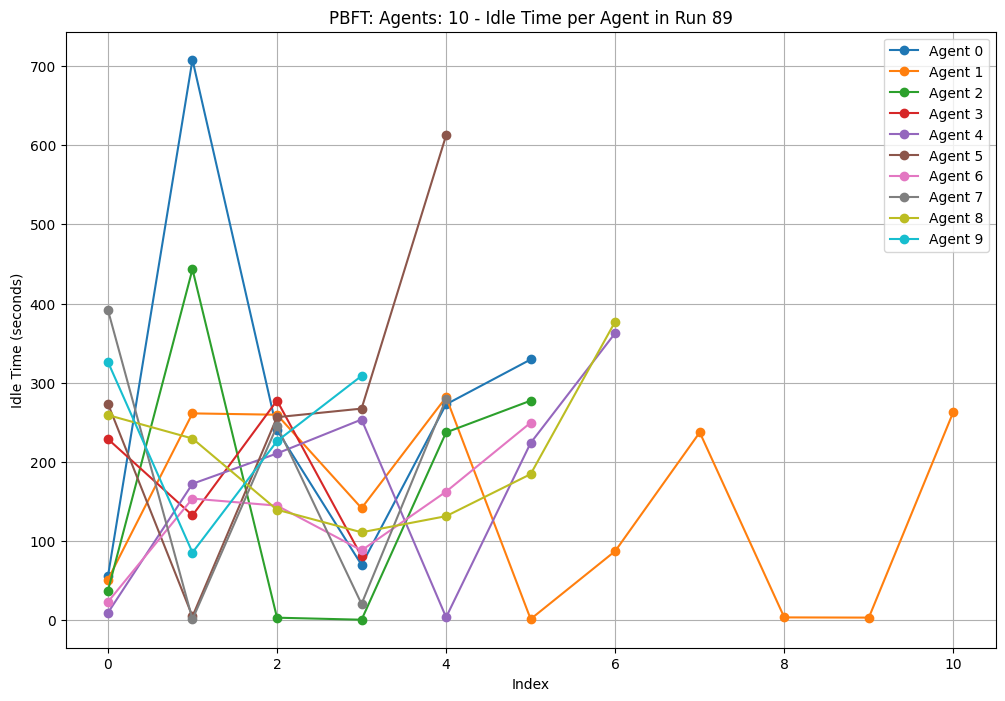 PBFT: Agents: 10 - Idle Time per Agent in Run 89
Idle Time (seconds)
700
600
500
400
300
200
100
0
0
2
4
6
8
10
Index
Agent 0
Agent 1
Agent 2
Agent 3
Agent 4
Agent 5
Agent 6
Agent 7
Agent 8
Agent 9